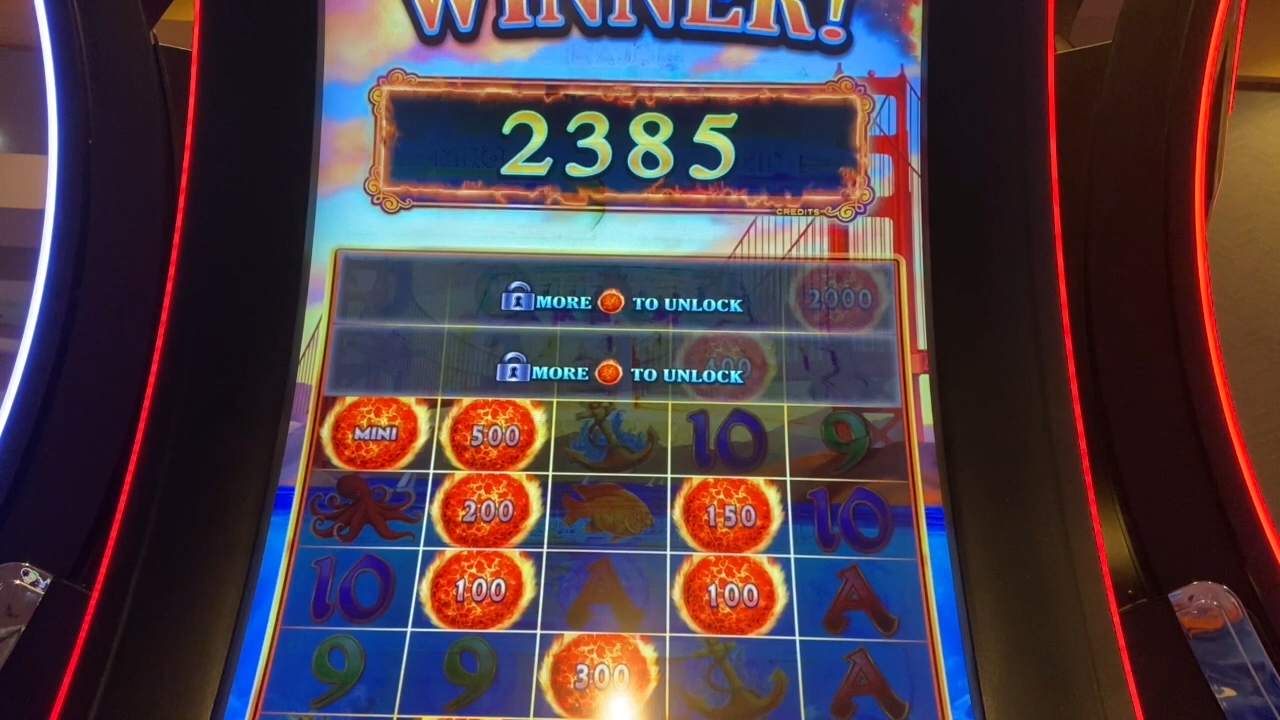 WINNER!
2385
CREDITS
MORE TO UNLOCK 2000
MORE TO UNLOCK 400
MINI 500 10 9
200 150 10
10 100 A 100 A
9 9 300 A